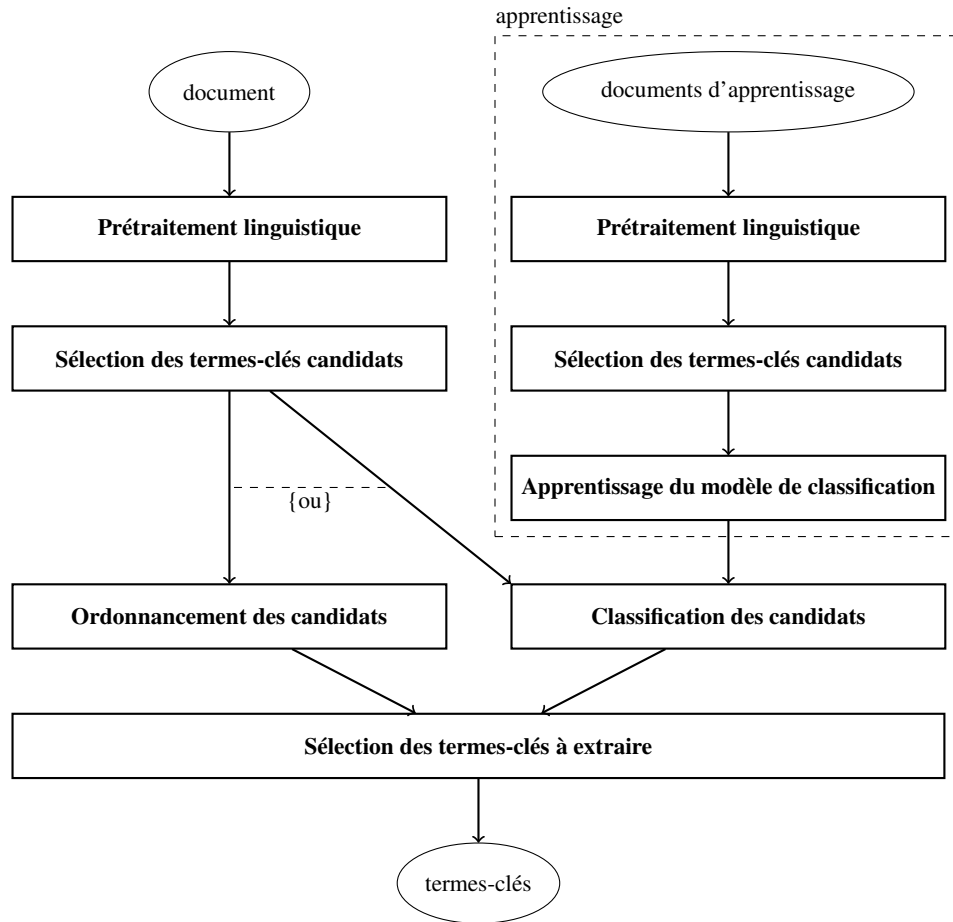 apprentissage
document
documents d'apprentissage
Prétraitement linguistique
Prétraitement linguistique
Sélection des termes-clés candidats
Sélection des termes-clés candidats
Apprentissage du modèle de classification
{ou}
Ordonnancement des candidats
Classification des candidats
Sélection des termes-clés à extraire
termes-clés